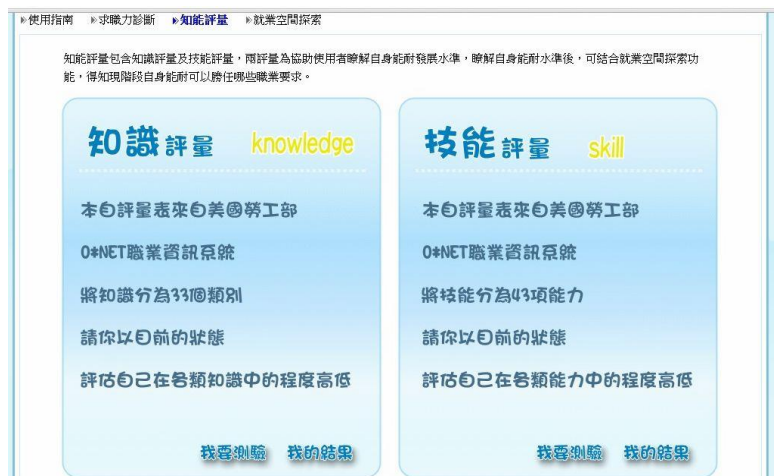 使用指南 求職力診斷 知能評量 就業空間探索
知能評量包含知識評量及技能評量，兩評量為協助使用者瞭解自身能耐發展水準，瞭解自身能耐水準後，可結合就業空間探索功
能，得知現階段自身能耐可以勝任哪些職業要求。
知識評量 knowledge
本自評量表來自美國勞工部
O*NET職業資訊系統
將知識分為33個類別
請你以目前的狀態
評估自己在各類知識中的程度高低
我要測驗 我的結果
技能評量 skill
本自評量表來自美國勞工部
O*NET職業資訊系統
將技能分為43項能力
請你以目前的狀態
評估自己在各類能力中的程度高低
我要測驗 我的結果